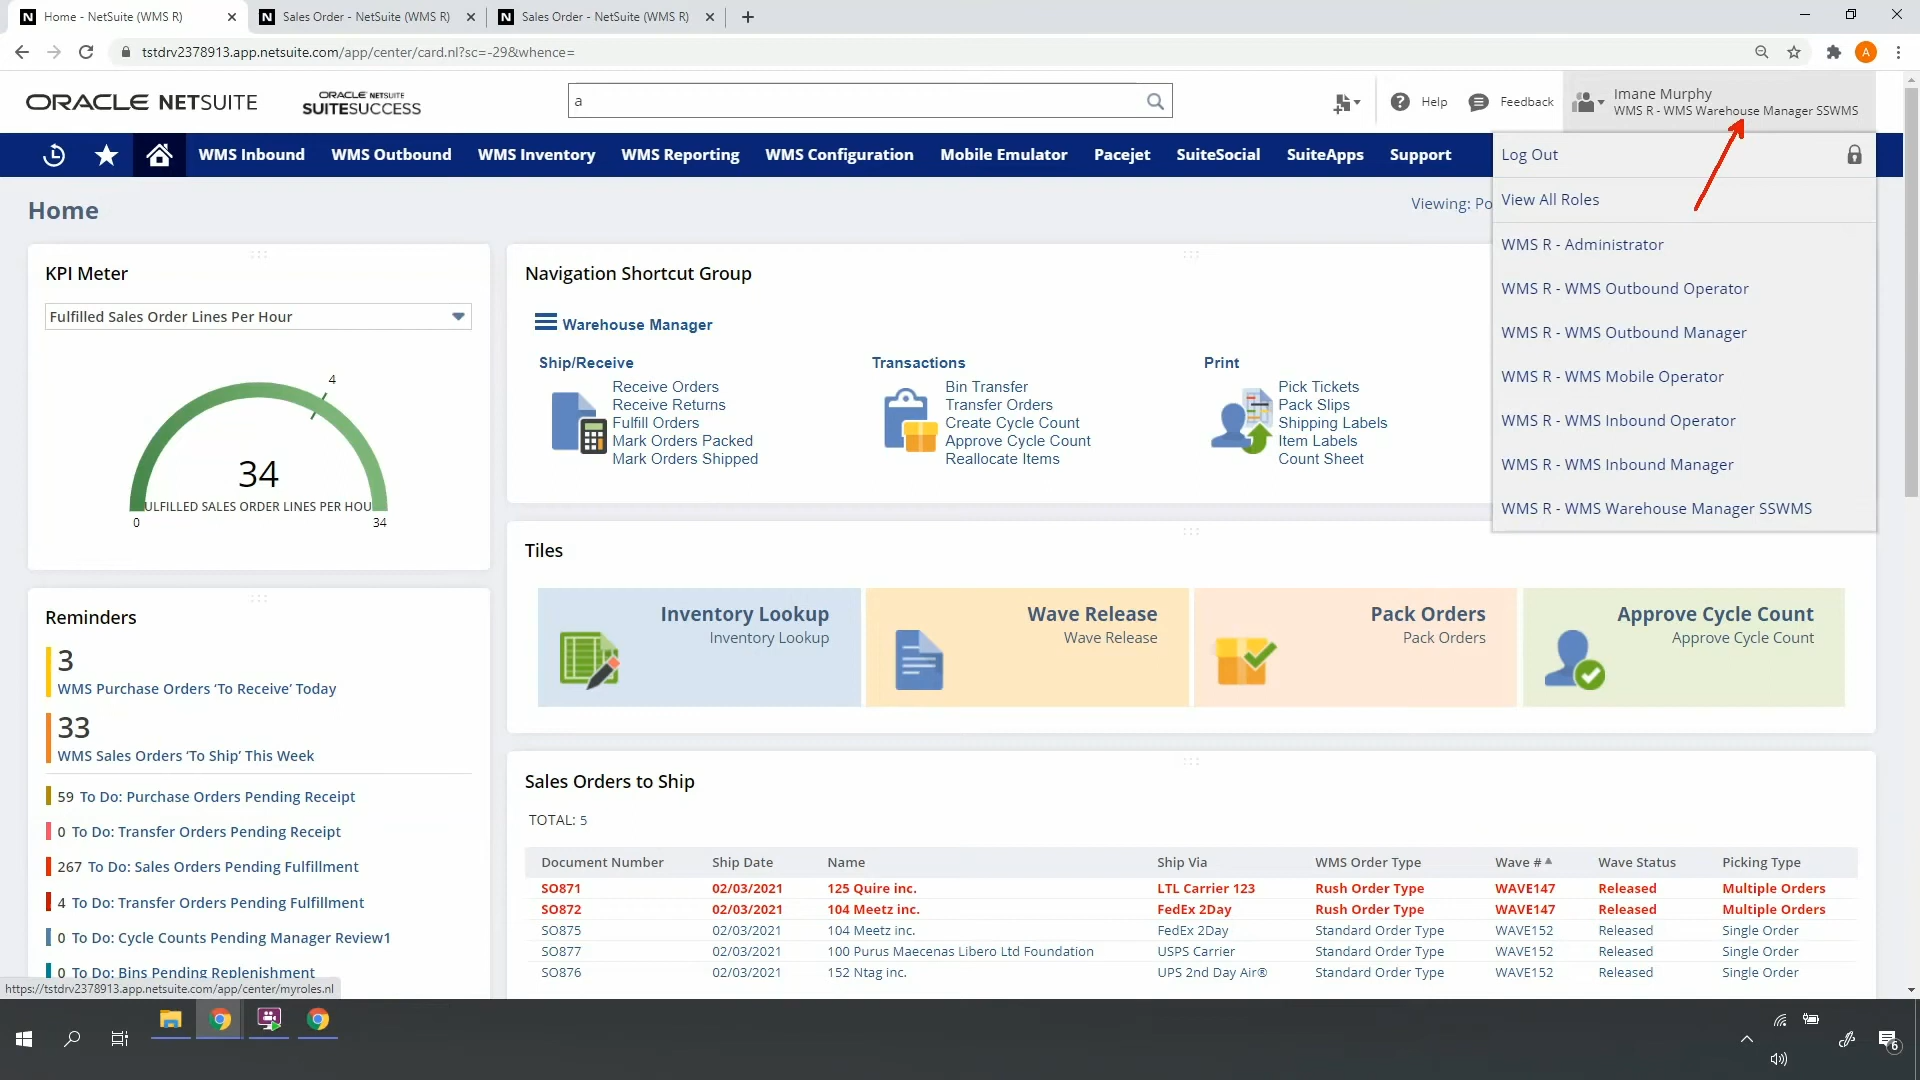 Home - NetSuite (WMS R)
Sales Order - NetSuite (WMS R)
Sales Order - NetSuite (WMS R)
tstdrv2378913.app.netsuite.com/app/center/card.nl?sc=-29&whence=
A
ORACLE NETSUITE
ORACLE NETSUITE
SUITESUCCESS
a
Help
Feedback
Imane Murphy
WMS R - WMS Warehouse Manager SSWMS
WMS Inbound
WMS Outbound
WMS Inventory
WMS Reporting
WMS Configuration
Mobile Emulator
Pacejet
SuiteSocial
SuiteApps
Support
Log Out
View All Roles
WMS R - Administrator
WMS R - WMS Outbound Operator
WMS R - WMS Outbound Manager
WMS R - WMS Mobile Operator
WMS R - WMS Inbound Operator
WMS R - WMS Inbound Manager
WMS R - WMS Warehouse Manager SSWMS
Home
Viewing: Po
KPI Meter
Fulfilled Sales Order Lines Per Hour
4
34
ULFILLED SALES ORDER LINES PER HOU
0
34
Navigation Shortcut Group
Warehouse Manager
Ship/Receive
Receive Orders
Receive Returns
Fulfill Orders
Mark Orders Packed
Mark Orders Shipped
Transactions
Bin Transfer
Transfer Orders
Create Cycle Count
Approve Cycle Count
Reallocate Items
Print
Pick Tickets
Pack Slips
Shipping Labels
Item Labels
Count Sheet
Tiles
Inventory Lookup
Inventory Lookup
Wave Release
Wave Release
Pack Orders
Pack Orders
Approve Cycle Count
Approve Cycle Count
Reminders
3
WMS Purchase Orders ‘To Receive’ Today
33
WMS Sales Orders ‘To Ship’ This Week
59 To Do: Purchase Orders Pending Receipt
0 To Do: Transfer Orders Pending Receipt
267 To Do: Sales Orders Pending Fulfillment
4 To Do: Transfer Orders Pending Fulfillment
0 To Do: Cycle Counts Pending Manager Review1
0 To Do: Bins Pending Replenishment
https://tstdrv2378913.app.netsuite.com/app/center/myroles.nl
Sales Orders to Ship
TOTAL: 5
Document Number Ship Date Name Ship Via WMS Order Type Wave # Wave Status Picking Type
SO871 02/03/2021 125 Quire inc. LTL Carrier 123 Rush Order Type WAVE147 Released Multiple Orders
SO872 02/03/2021 104 Meetz inc. FedEx 2Day Rush Order Type WAVE147 Released Multiple Orders
SO875 02/03/2021 104 Meetz inc. FedEx 2Day Standard Order Type WAVE152 Released Single Order
SO877 02/03/2021 100 Purus Maecenas Libero Ltd Foundation USPS Carrier Standard Order Type WAVE152 Released Single Order
SO876 02/03/2021 152 Ntag inc. UPS 2nd Day Air® Standard Order Type WAVE152 Released Single Order
6